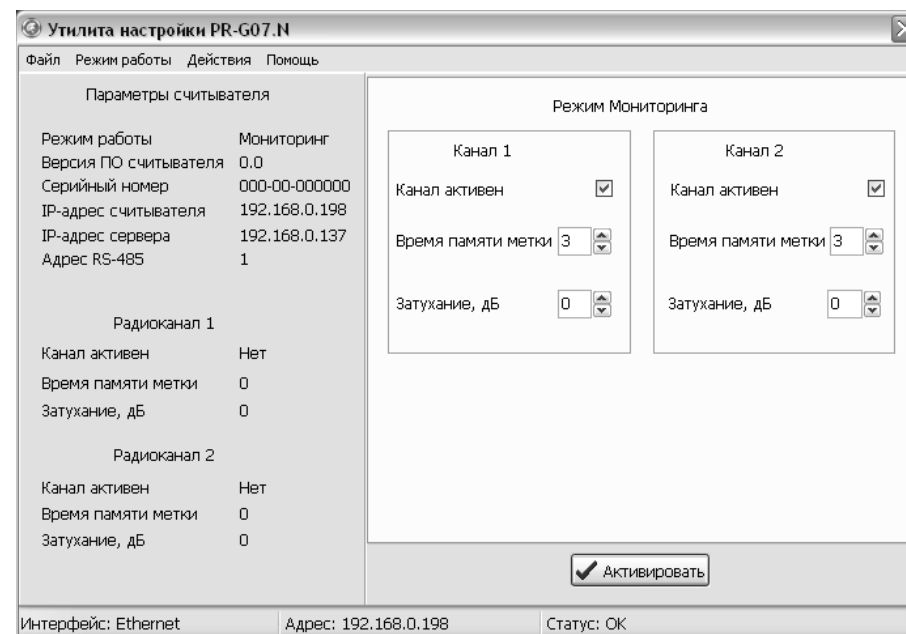 Утилита настройки PR-G07.N
Файл Режим работы Действия Помощь
Параметры считывателя
Режим работы Мониторинг
Версия ПО считывателя 0.0
Серийный номер 000-00-000000
IP-адрес считывателя 192.168.0.198
IP-адрес сервера 192.168.0.137
Адрес RS-485 1
Радиоканал 1
Канал активен Нет
Время памяти метки 0
Затухание, дБ 0
Радиоканал 2
Канал активен Нет
Время памяти метки 0
Затухание, дБ 0
Режим Мониторинга
Канал 1
Канал активен
Время памяти метки 3
Затухание, дБ 0
Канал 2
Канал активен
Время памяти метки 3
Затухание, дБ 0
Активировать
Интерфейс: Ethernet Адрес: 192.168.0.198 Статус: OK